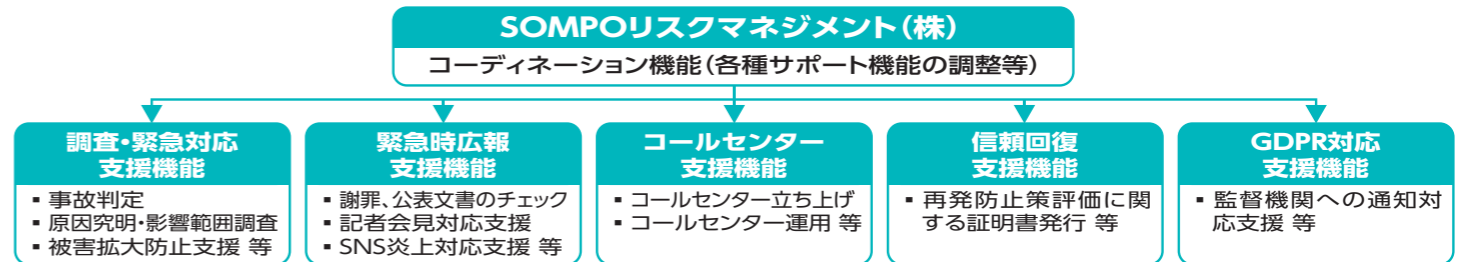 SOMPOリスクマネジメント(株)
コーディネーション機能(各種サポート機能の調整等)
調査・緊急対応
支援機能
▪ 事故判定
▪ 原因究明・影響範囲調査
▪ 被害拡大防止支援 等
緊急時広報
支援機能
▪ 謝罪、公表文書のチェック
▪ 記者会見対応支援
▪ SNS炎上対応支援 等
コールセンター
支援機能
▪ コールセンター立ち上げ
▪ コールセンター運用 等
信頼回復
支援機能
▪ 再発防止策評価に関
する証明書発行 等
GDPR対応
支援機能
▪ 監督機関への通知対
応支援 等